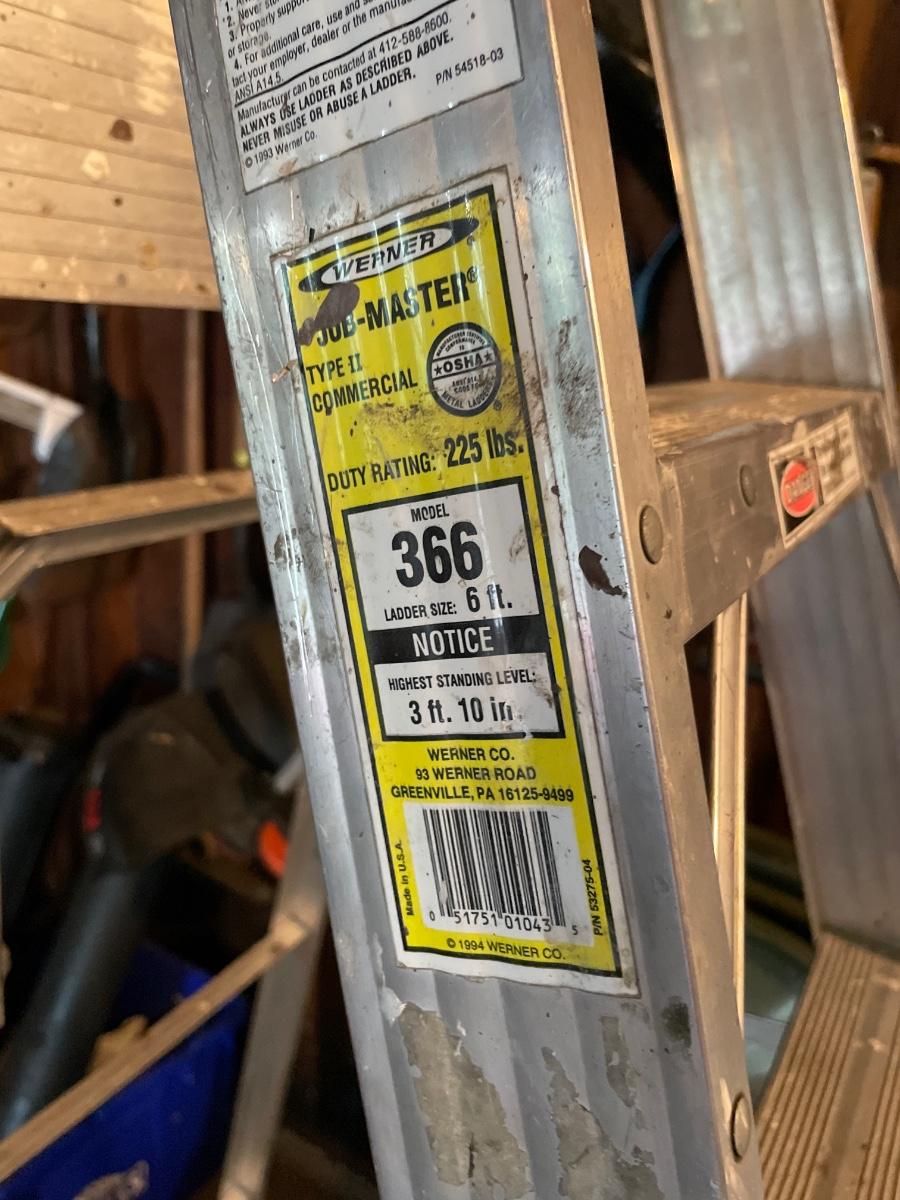 2. Never
3. Properly
or storage.
4. For additional care, use and
tact your employer, dealer or the
ANSI A14.5.
Manufacturer can be contacted at 412-588-8600.
ALWAYS USE LADDER AS DESCRIBED ABOVE.
NEVER MISUSE OR ABUSE A LADDER.
P/N 54518-03
© 1993 Werner Co.
WERNER
JOB-MASTER®
TYPE II
COMMERCIAL
★OSHA★
METAL LADDER
®
DUTY RATING: 225 lbs.
MODEL
366
LADDER SIZE: 6 ft.
NOTICE
HIGHEST STANDING LEVEL:
3 ft. 10 in.
WERNER CO.
93 WERNER ROAD
GREENVILLE, PA 16125-9499
Made in U.S.A.
P/N 53275-04
0 51751 01043 5
© 1994 WERNER CO.
DANGER